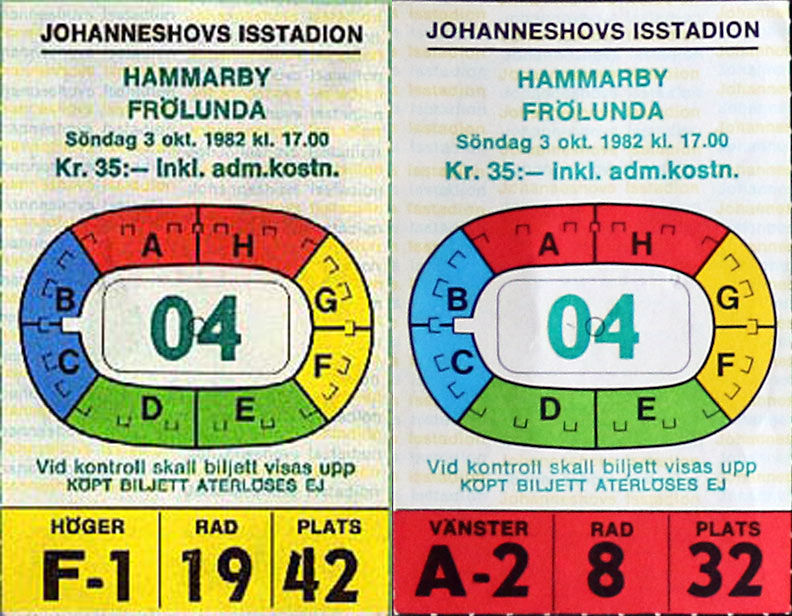 JOHANNESHOVS ISSTADION
HAMMARBY
FRÖLUNDA
Söndag 3 okt. 1982 kl. 17.00
Kr. 35:— inkl. adm.kostn.
A H
B G
04
C F
D E
Vid kontroll skall biljett visas upp
KÖPT BILJETT ÅTERLÖSES EJ
HÖGER RAD PLATS
F-1 19 42
JOHANNESHOVS ISSTADION
HAMMARBY
FRÖLUNDA
Söndag 3 okt. 1982 kl. 17.00
Kr. 35:— inkl. adm.kostn.
A H
B G
04
C F
D E
Vid kontroll skall biljett visas upp
KÖPT BILJETT ÅTERLÖSES EJ
VÄNSTER RAD PLATS
A-2 8 32